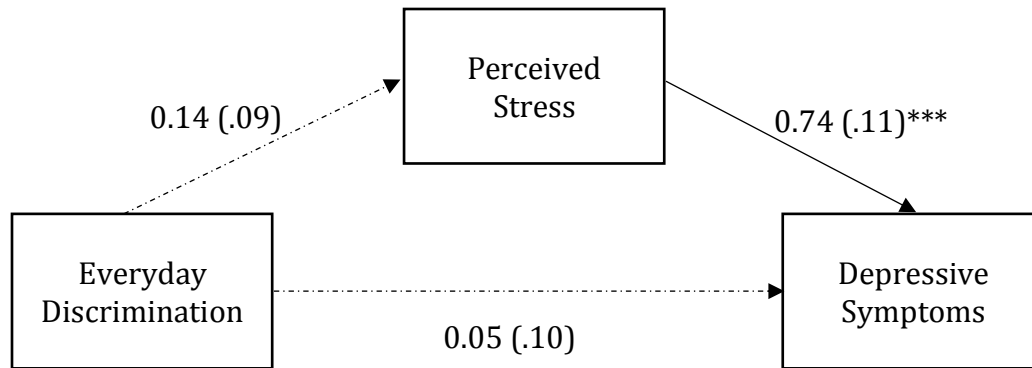 Perceived
Stress
0.14 (.09)
0.74 (.11)***
Everyday
Discrimination
Depressive
Symptoms
0.05 (.10)